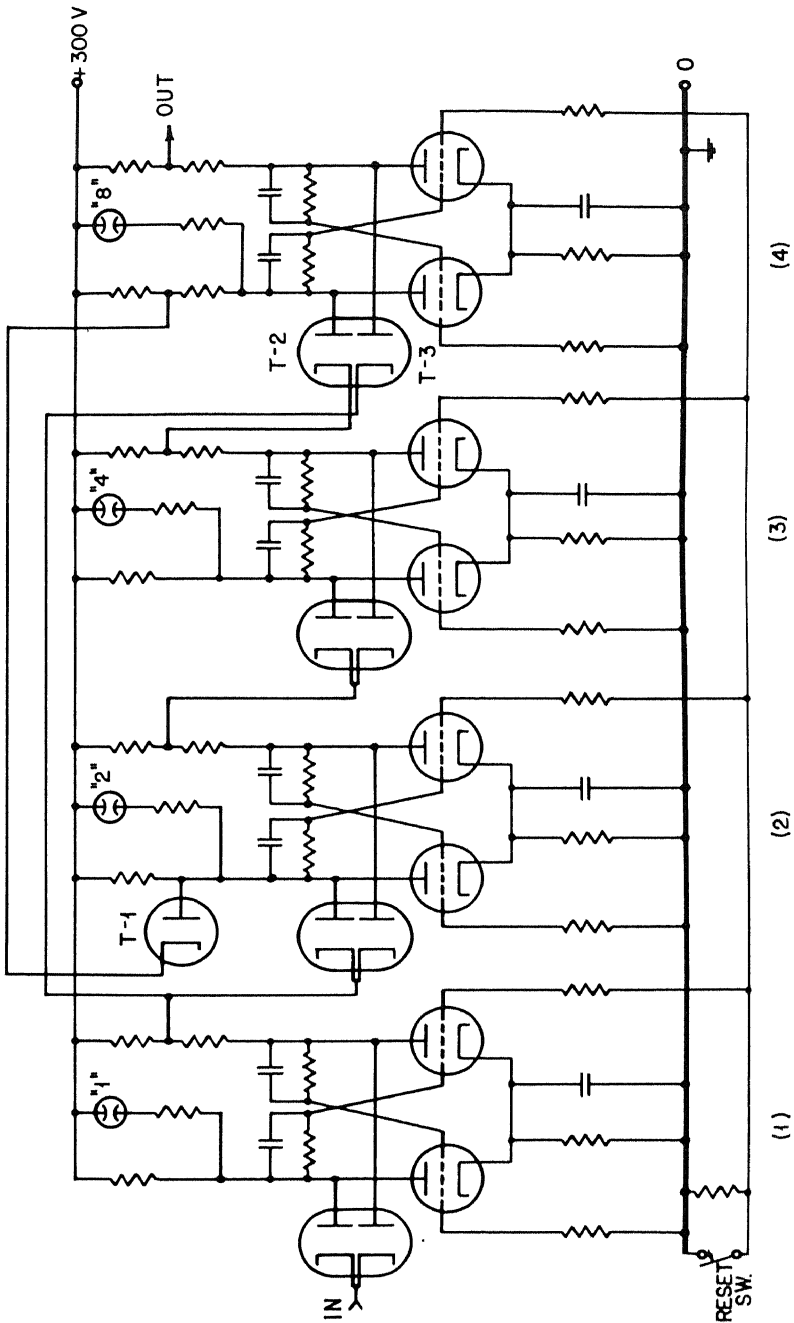 +300 V
OUT
"8"
"4"
"2"
"1"
T-1
T-2
T-3
IN
0
RESET
SW.
(1)
(2)
(3)
(4)